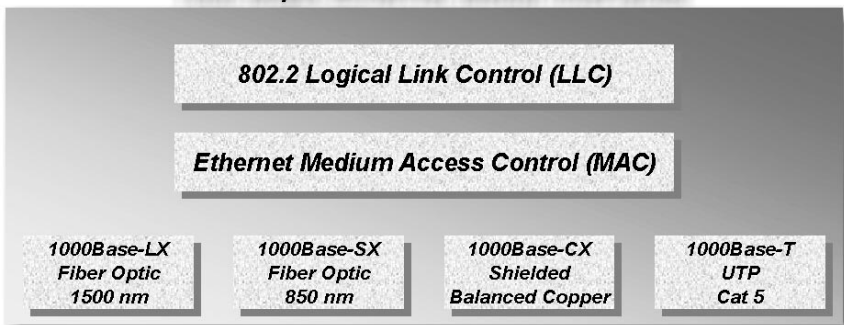 802.2 Logical Link Control (LLC)
Ethernet Medium Access Control (MAC)
1000Base-LX
Fiber Optic
1500 nm
1000Base-SX
Fiber Optic
850 nm
1000Base-CX
Shielded
Balanced Copper
1000Base-T
UTP
Cat 5